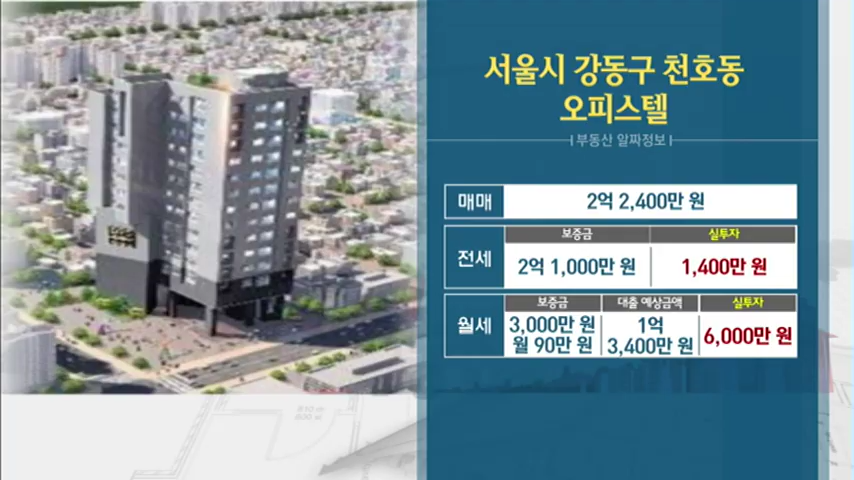 서울시 강동구 천호동
오피스텔
부동산 알짜정보
매매 2억 2,400만 원
보증금 실투자
전세 2억 1,000만 원 1,400만 원
보증금 대출 예상금액 실투자
월세 3,000만 원 1억 6,000만 원
월 90만 원 3,400만 원